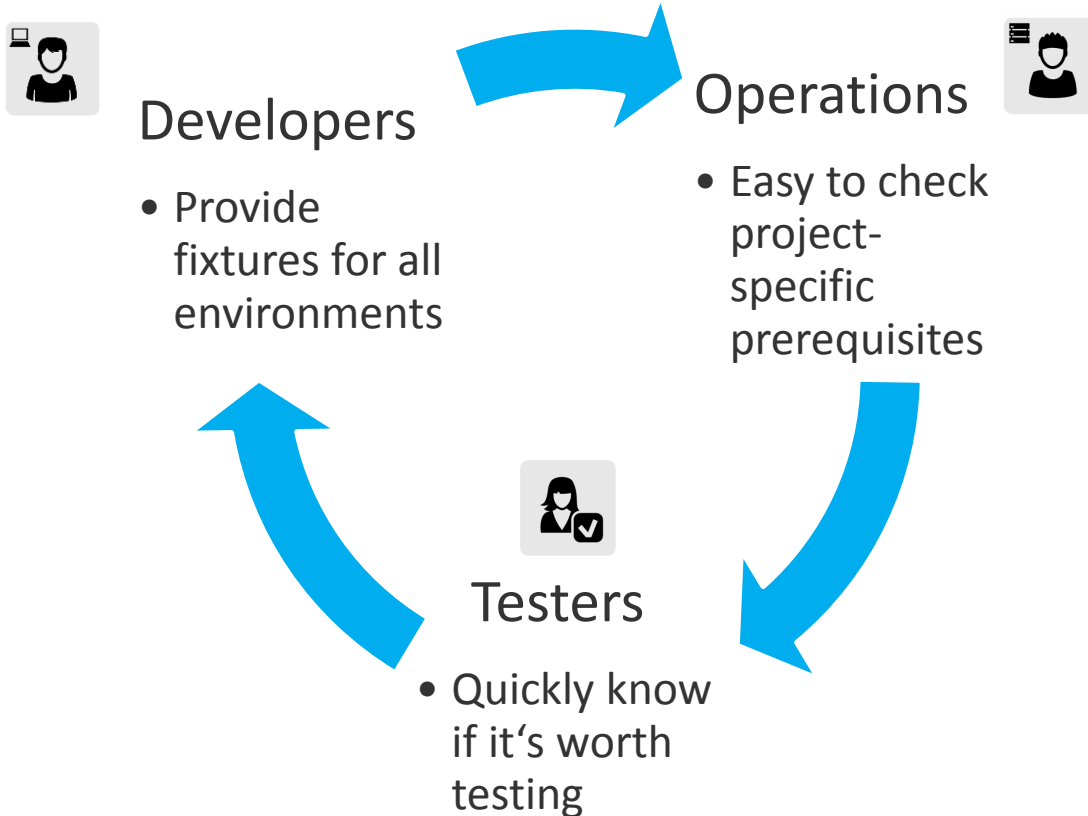 Developers
• Provide
fixtures for all
environments
Operations
• Easy to check
project-
specific
prerequisites
Testers
• Quickly know
if it‘s worth
testing